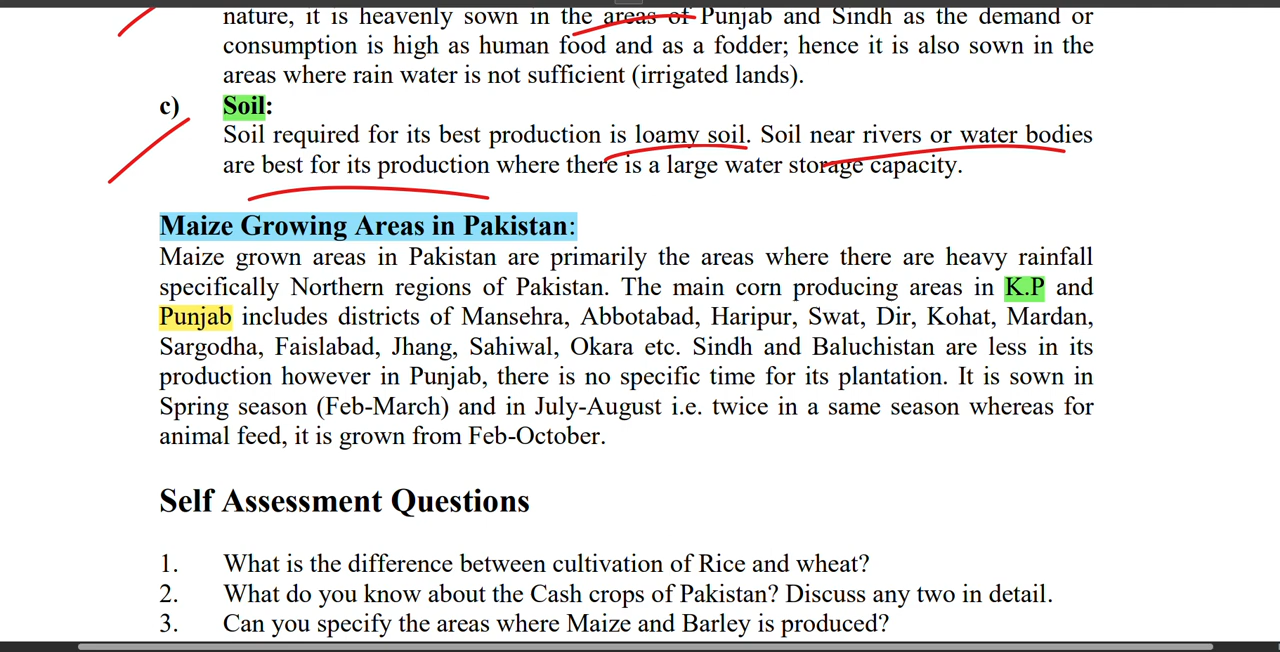 nature, it is heavenly sown in the areas of Punjab and Sindh as the demand or
consumption is high as human food and as a fodder; hence it is also sown in the
areas where rain water is not sufficient (irrigated lands).
c) Soil:
Soil required for its best production is loamy soil. Soil near rivers or water bodies
are best for its production where there is a large water storage capacity.
Maize Growing Areas in Pakistan:
Maize grown areas in Pakistan are primarily the areas where there are heavy rainfall
specifically Northern regions of Pakistan. The main corn producing areas in K.P and
Punjab includes districts of Mansehra, Abbotabad, Haripur, Swat, Dir, Kohat, Mardan,
Sargodha, Faislabad, Jhang, Sahiwal, Okara etc. Sindh and Baluchistan are less in its
production however in Punjab, there is no specific time for its plantation. It is sown in
Spring season (Feb-March) and in July-August i.e. twice in a same season whereas for
animal feed, it is grown from Feb-October.
Self Assessment Questions
1. What is the difference between cultivation of Rice and wheat?
2. What do you know about the Cash crops of Pakistan? Discuss any two in detail.
3. Can you specify the areas where Maize and Barley is produced?